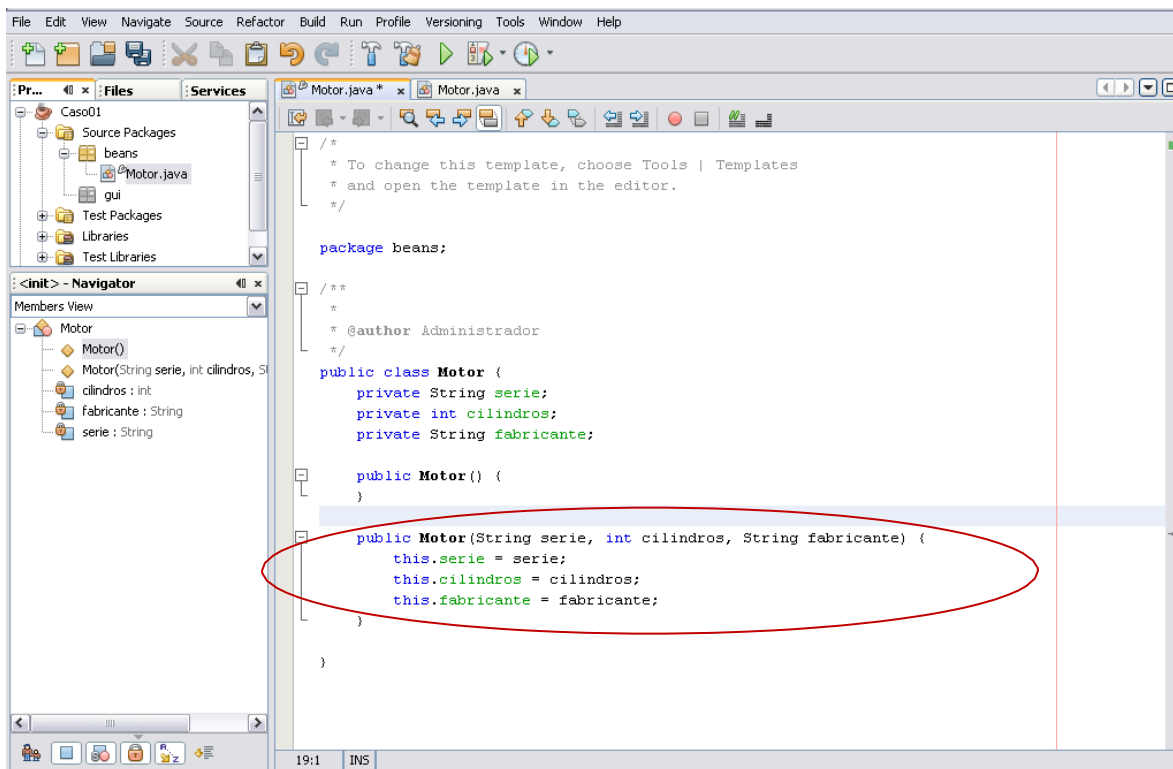 File Edit View Navigate Source Refactor Build Run Profile Versioning Tools Window Help
Pr... Files Services
Caso01
Source Packages
beans
Motor.java
gui
Test Packages
Libraries
Test Libraries
<init> - Navigator
Members View
Motor
Motor()
Motor(String serie, int cilindros, S
cilindros : int
fabricante : String
serie : String
Motor.java * Motor.java
/*
* To change this template, choose Tools | Templates
* and open the template in the editor.
*/
package beans;
/**
*
* @author Administrador
*/
public class Motor {
private String serie;
private int cilindros;
private String fabricante;
public Motor() {
}
public Motor(String serie, int cilindros, String fabricante) {
this.serie = serie;
this.cilindros = cilindros;
this.fabricante = fabricante;
}
}
19:1 INS